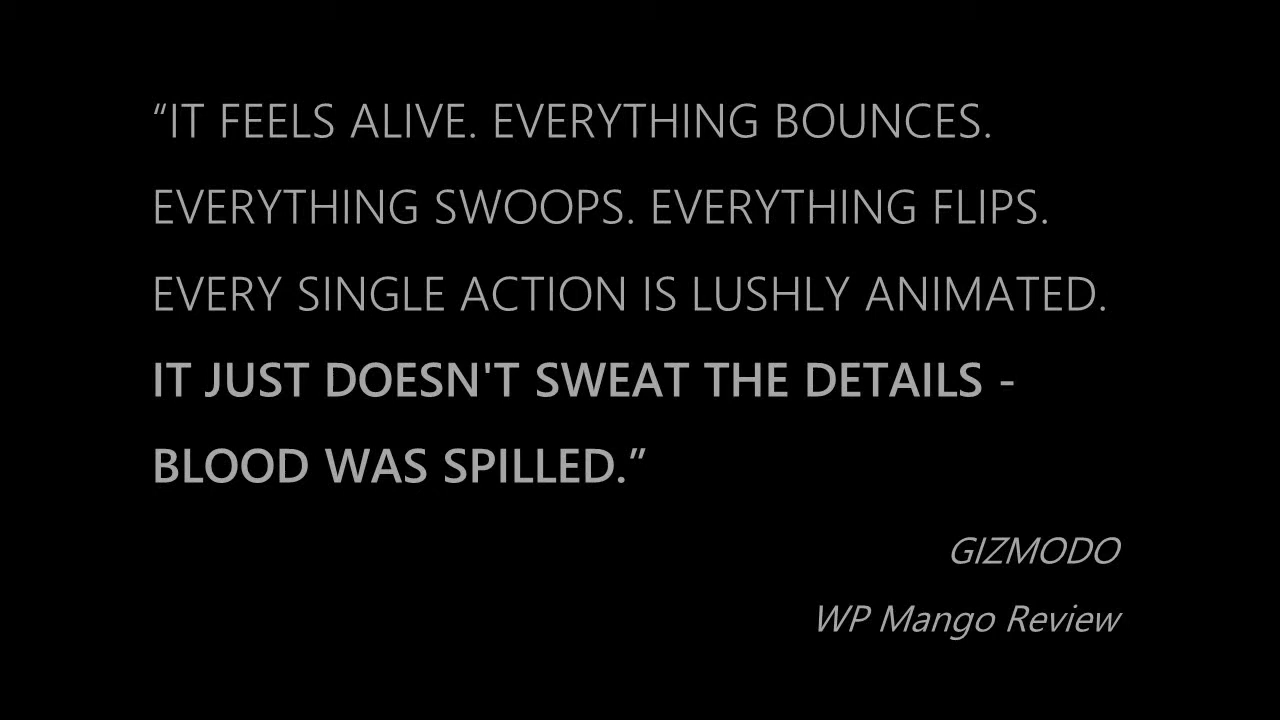 “IT FEELS ALIVE. EVERYTHING BOUNCES.
EVERYTHING SWOOPS. EVERYTHING FLIPS.
EVERY SINGLE ACTION IS LUSHLY ANIMATED.
IT JUST DOESN'T SWEAT THE DETAILS -
BLOOD WAS SPILLED.”
GIZMODO
WP Mango Review